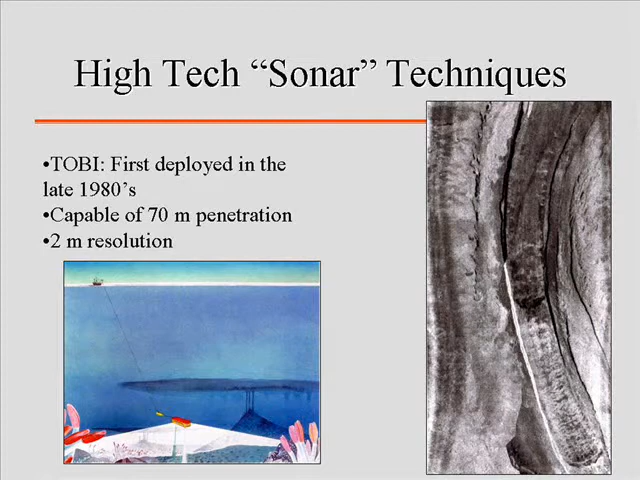 High Tech “Sonar” Techniques
•TOBI: First deployed in the
late 1980’s
•Capable of 70 m penetration
•2 m resolution